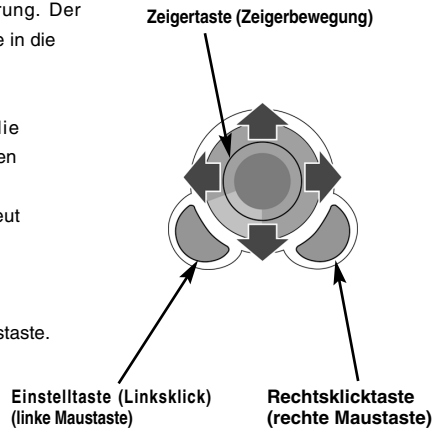 rung. Der
Zeigertaste (Zeigerbewegung)
e in die
die
en
eut
staste.
Einstelltaste (Linksklick)
(linke Maustaste)
Rechtsklicktaste
(rechte Maustaste)